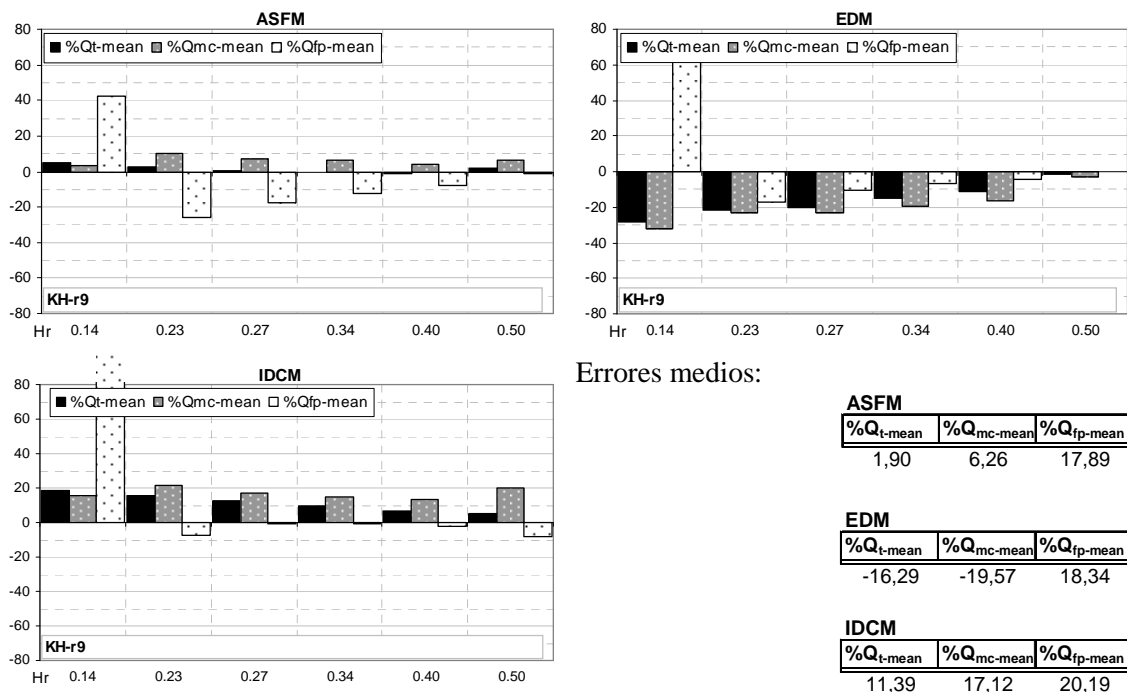 ASFM
%Qt-mean %Qmc-mean %Qfp-mean
80
60
40
20
0
-20
-40
-60
-80
KH-r9
Hr 0.14 0.23 0.27 0.34 0.40 0.50
EDM
%Qt-mean %Qmc-mean %Qfp-mean
80
60
40
20
0
-20
-40
-60
-80
KH-r9
Hr 0.14 0.23 0.27 0.34 0.40 0.50
IDCM
%Qt-mean %Qmc-mean %Qfp-mean
80
60
40
20
0
-20
-40
-60
-80
KH-r9
Hr 0.14 0.23 0.27 0.34 0.40 0.50
Errores medios:
ASFM
%Qt-mean %Qmc-mean %Qfp-mean
1,90 6,26 17,89
EDM
%Qt-mean %Qmc-mean %Qfp-mean
-16,29 -19,57 18,34
IDCM
%Qt-mean %Qmc-mean %Qfp-mean
11,39 17,12 20,19